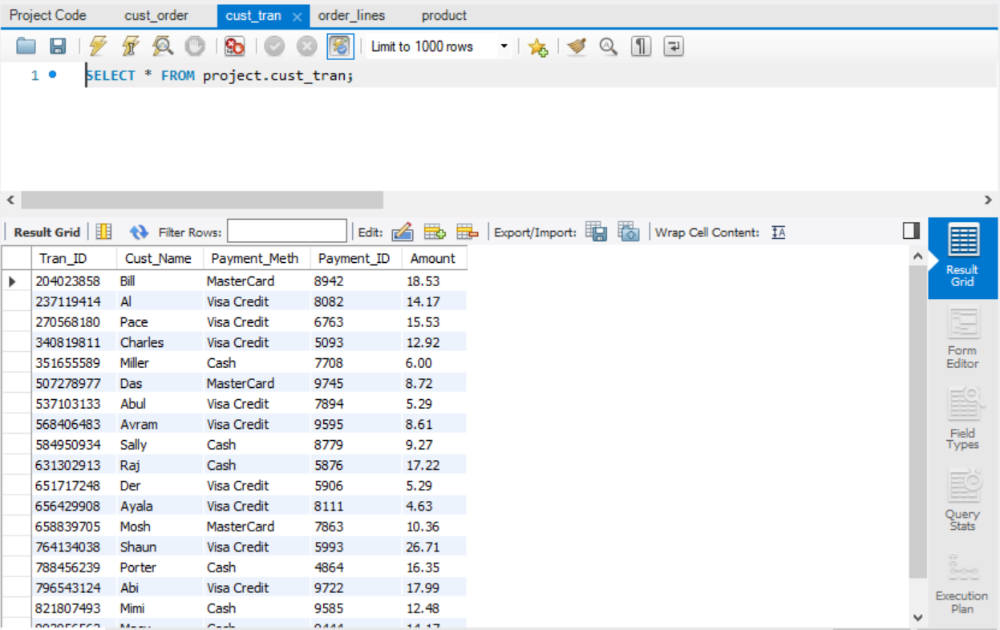 Project Code cust_order cust_tran × order_lines product
Limit to 1000 rows
1 SELECT * FROM project.cust_tran;
Result Grid Filter Rows: Edit: Export/Import: Wrap Cell Content: IA
Tran_ID Cust_Name Payment_Meth Payment_ID Amount
204023858 Bill MasterCard 8942 18.53
237119414 Al Visa Credit 8082 14.17
270568180 Pace Visa Credit 6763 15.53
340819811 Charles Visa Credit 5093 12.92
351655589 Miller Cash 7708 6.00
507278977 Das MasterCard 9745 8.72
537103133 Abul Visa Credit 7894 5.29
568406483 Avram Visa Credit 9595 8.61
584950934 Sally Cash 8779 9.27
631302913 Raj Cash 5876 17.22
651717248 Der Visa Credit 5906 5.29
656429908 Ayala Visa Credit 8111 4.63
658839705 Mosh MasterCard 7863 10.36
764134038 Shaun Visa Credit 5993 26.71
788456239 Porter Cash 4864 16.35
796543124 Abi Visa Credit 9722 17.99
821807493 Mimi Cash 9585 12.48
Cash 14.17
Result
Grid
Form
Editor
Field
Types
Query
Stats
Execution
Plan